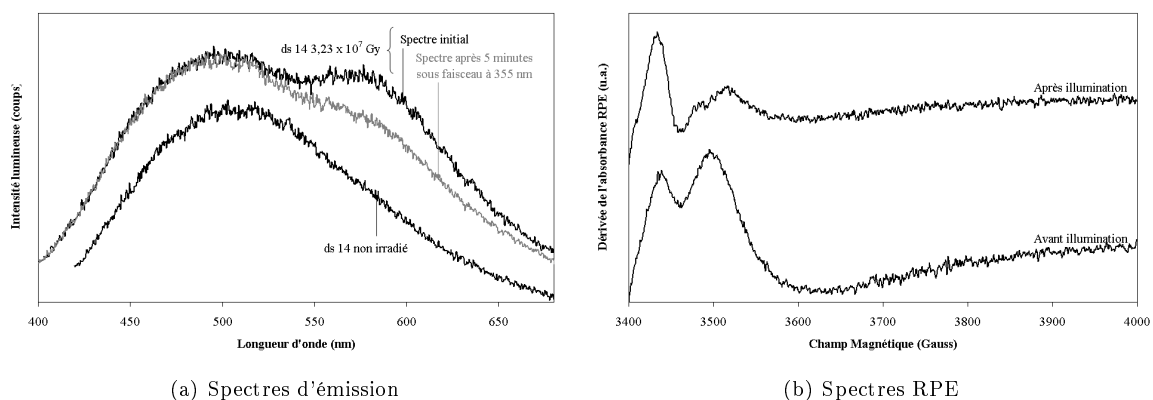 Intensité lumineuse (coups)
ds 14 3,23 x 10⁷ Gy
Spectre initial
Spectre après 5 minutes
sous faisceau à 355 nm
ds 14 non irradié
400 450 500 550 600 650
Longueur d'onde (nm)
(a) Spectres d'émission
Dérivée de l'absorbance RPE (u.a.)
Après illumination
Avant illumination
3400 3500 3600 3700 3800 3900 4000
Champ Magnétique (Gauss)
(b) Spectres RPE